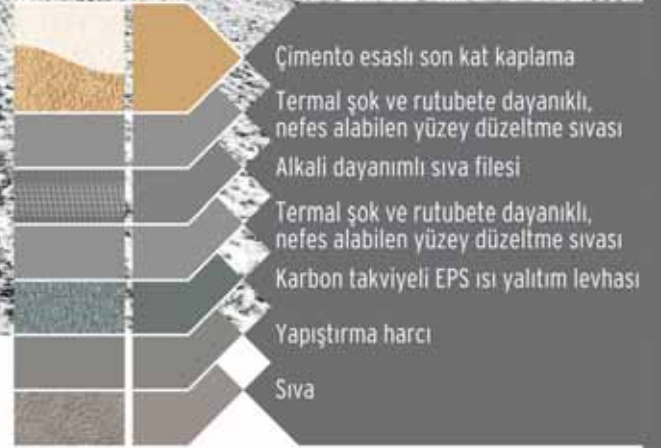 Çimento esaslı son kat kaplama
Termal şok ve rutubete dayanıklı,
nefes alabilen yüzey düzeltme sıvası
Alkali dayanımlı sıva filesi
Termal şok ve rutubete dayanıklı,
nefes alabilen yüzey düzeltme sıvası
Karbon takviyeli EPS ısı yalıtım levhası
Yapıştırma harcı
Sıva